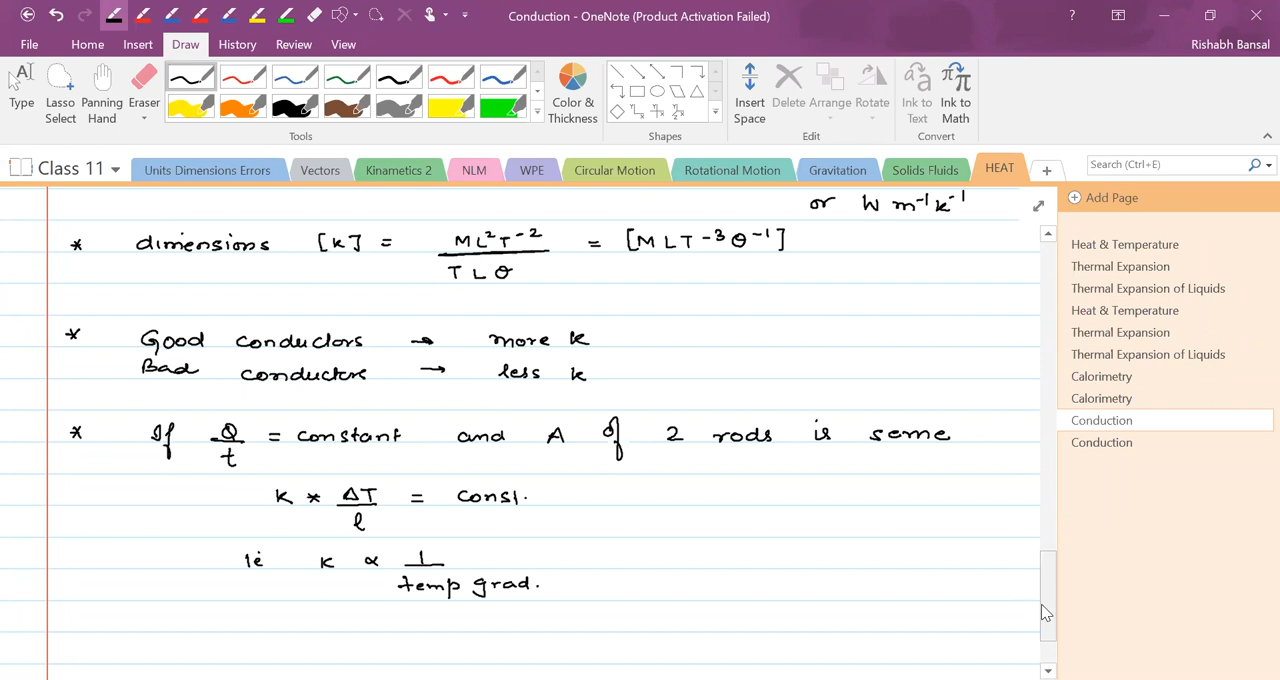 Conduction - OneNote (Product Activation Failed)
?
File Home Insert Draw History Review View
Rishabh Bansal
Type
Lasso Select
Panning Hand
Eraser
Color & Thickness
Insert Space
Delete
Arrange
Rotate
Ink to Text
Ink to Math
Tools
Shapes
Edit
Convert
Class 11
Units Dimensions Errors
Vectors
Kinametics 2
NLM
WPE
Circular Motion
Rotational Motion
Gravitation
Solids Fluids
HEAT
Search (Ctrl+E)
Add Page
Heat & Temperature
Thermal Expansion
Thermal Expansion of Liquids
Heat & Temperature
Thermal Expansion
Thermal Expansion of Liquids
Calorimetry
Calorimetry
Conduction
Conduction
or W m⁻¹ k⁻¹
* dimensions [k] = ML²T⁻² / TLθ = [MLT⁻³θ⁻¹]
* Good conductors → more k
Bad conductors → less k
* If Q/t = constant and A of 2 rods is same
k * ΔT/l = const.
ie k ∝ 1/temp grad.